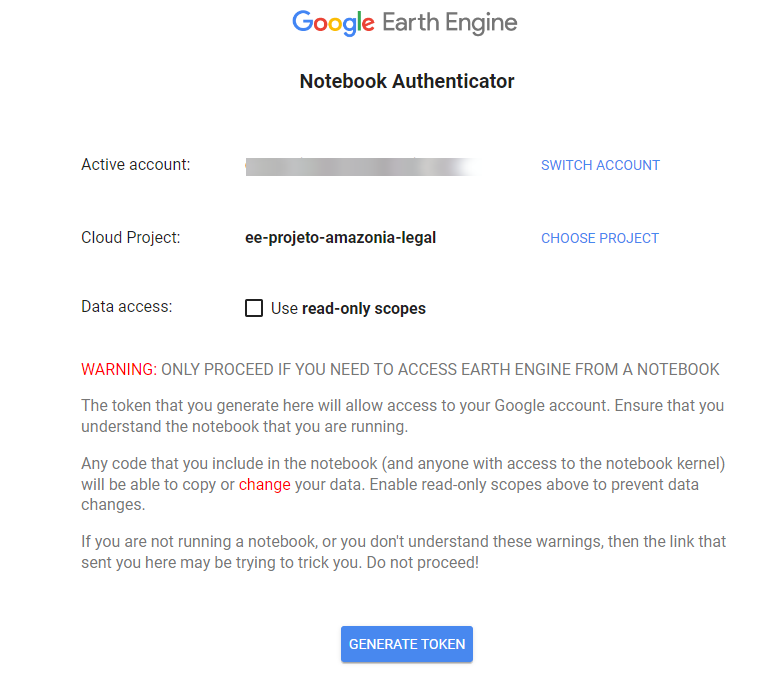 Google Earth Engine
Notebook Authenticator
Active account:
SWITCH ACCOUNT
Cloud Project:
ee-projeto-amazonia-legal
CHOOSE PROJECT
Data access:
Use read-only scopes
WARNING: ONLY PROCEED IF YOU NEED TO ACCESS EARTH ENGINE FROM A NOTEBOOK
The token that you generate here will allow access to your Google account. Ensure that you
understand the notebook that you are running.
Any code that you include in the notebook (and anyone with access to the notebook kernel)
will be able to copy or change your data. Enable read-only scopes above to prevent data
changes.
If you are not running a notebook, or you don't understand these warnings, then the link that
sent you here may be trying to trick you. Do not proceed!
GENERATE TOKEN